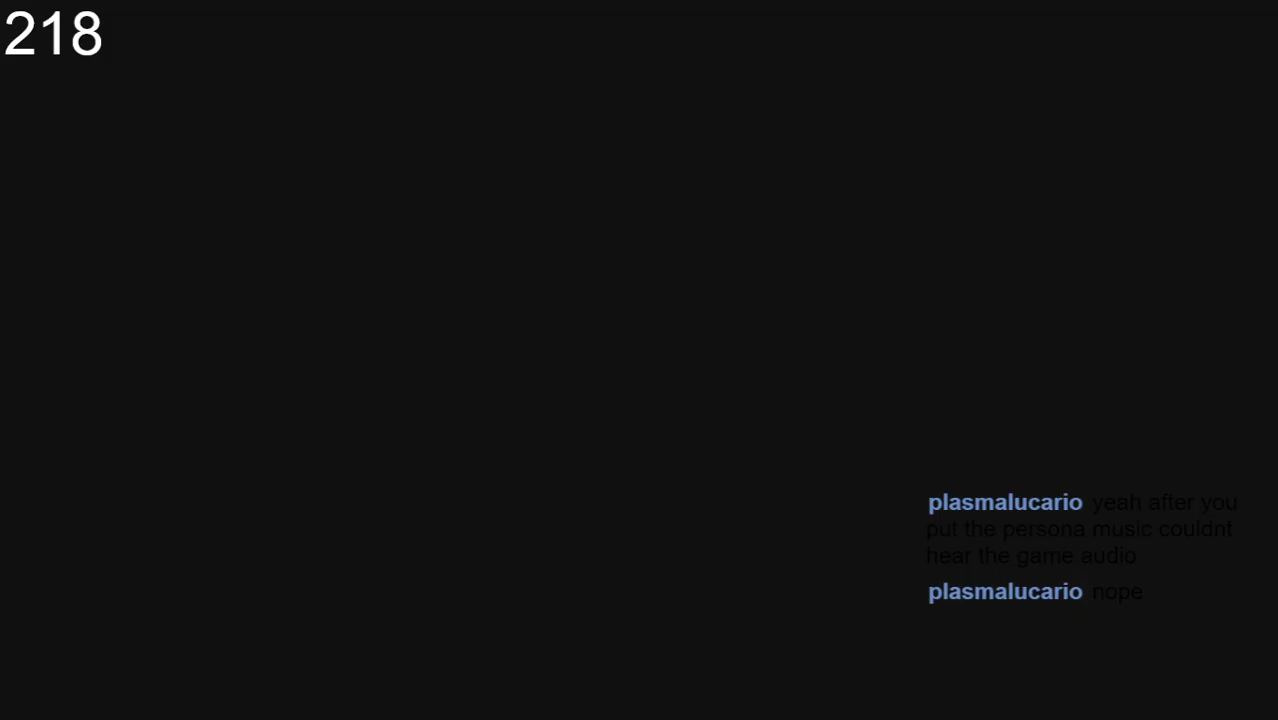 218
plasmalucario yeah after you
put the persona music couldnt
hear the game audio
plasmalucario nope